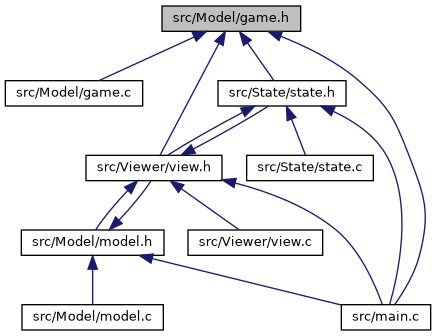 src/Model/game.h
src/Model/game.c
src/State/state.h
src/Viewer/view.h
src/State/state.c
src/Model/model.h
src/Viewer/view.c
src/Model/model.c
src/main.c